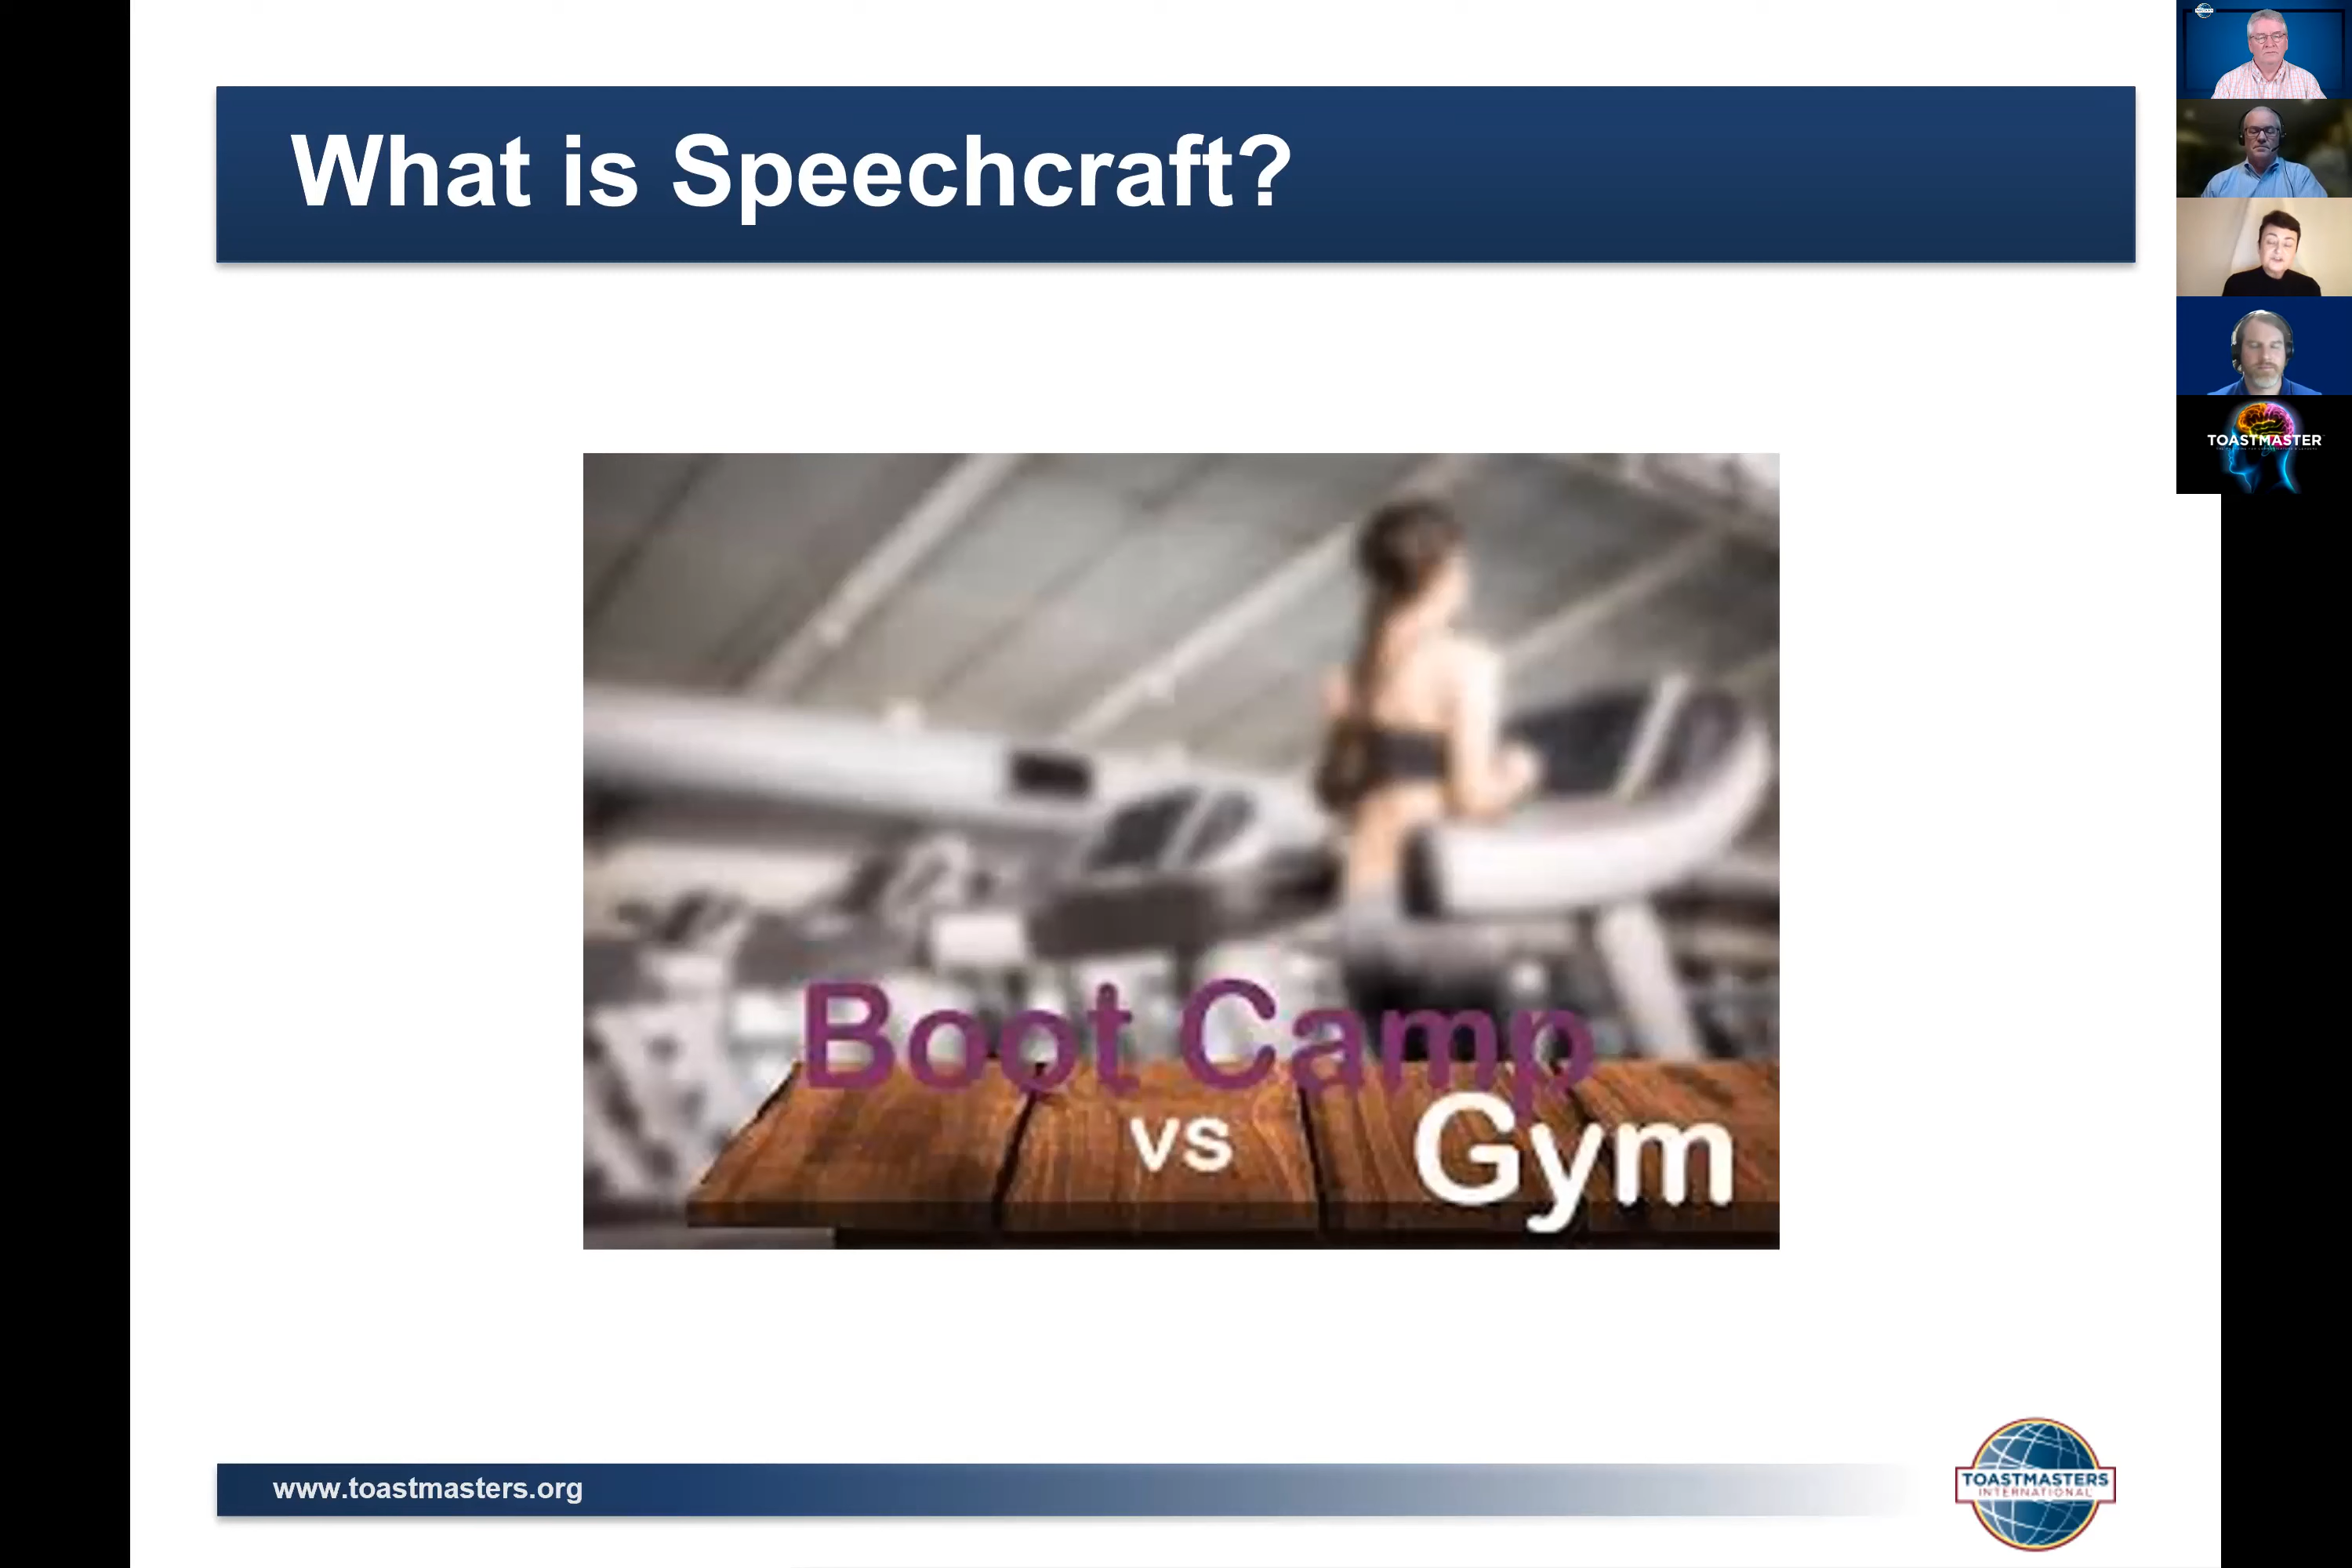 What is Speechcraft?
TOASTMASTER
Boot Camp
vs
Gym
www.toastmasters.org
TOASTMASTERS
INTERNATIONAL